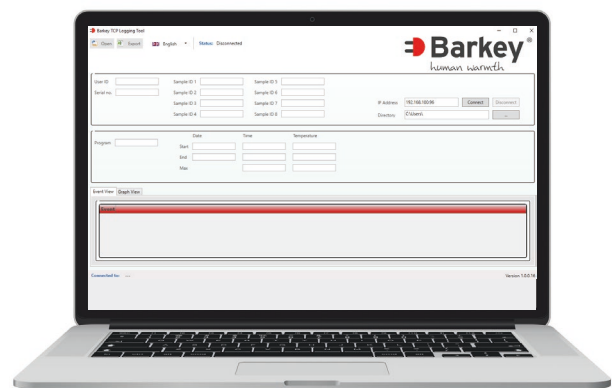 Barkey TCP Logging Tool
Open Export English Status: Disconnected
Barkey®
human warmth
User ID Sample ID 1 Sample ID 5
Serial no. Sample ID 2 Sample ID 6
Sample ID 3 Sample ID 7 IP Address 192.168.100.99 Connect Disconnect
Sample ID 4 Sample ID 8 Directory C:\Users\ ...
Date Time Temperature
Program Start
End
Max
Event View Graph View
Event
Connected to: ---
Version 1.0.0.16